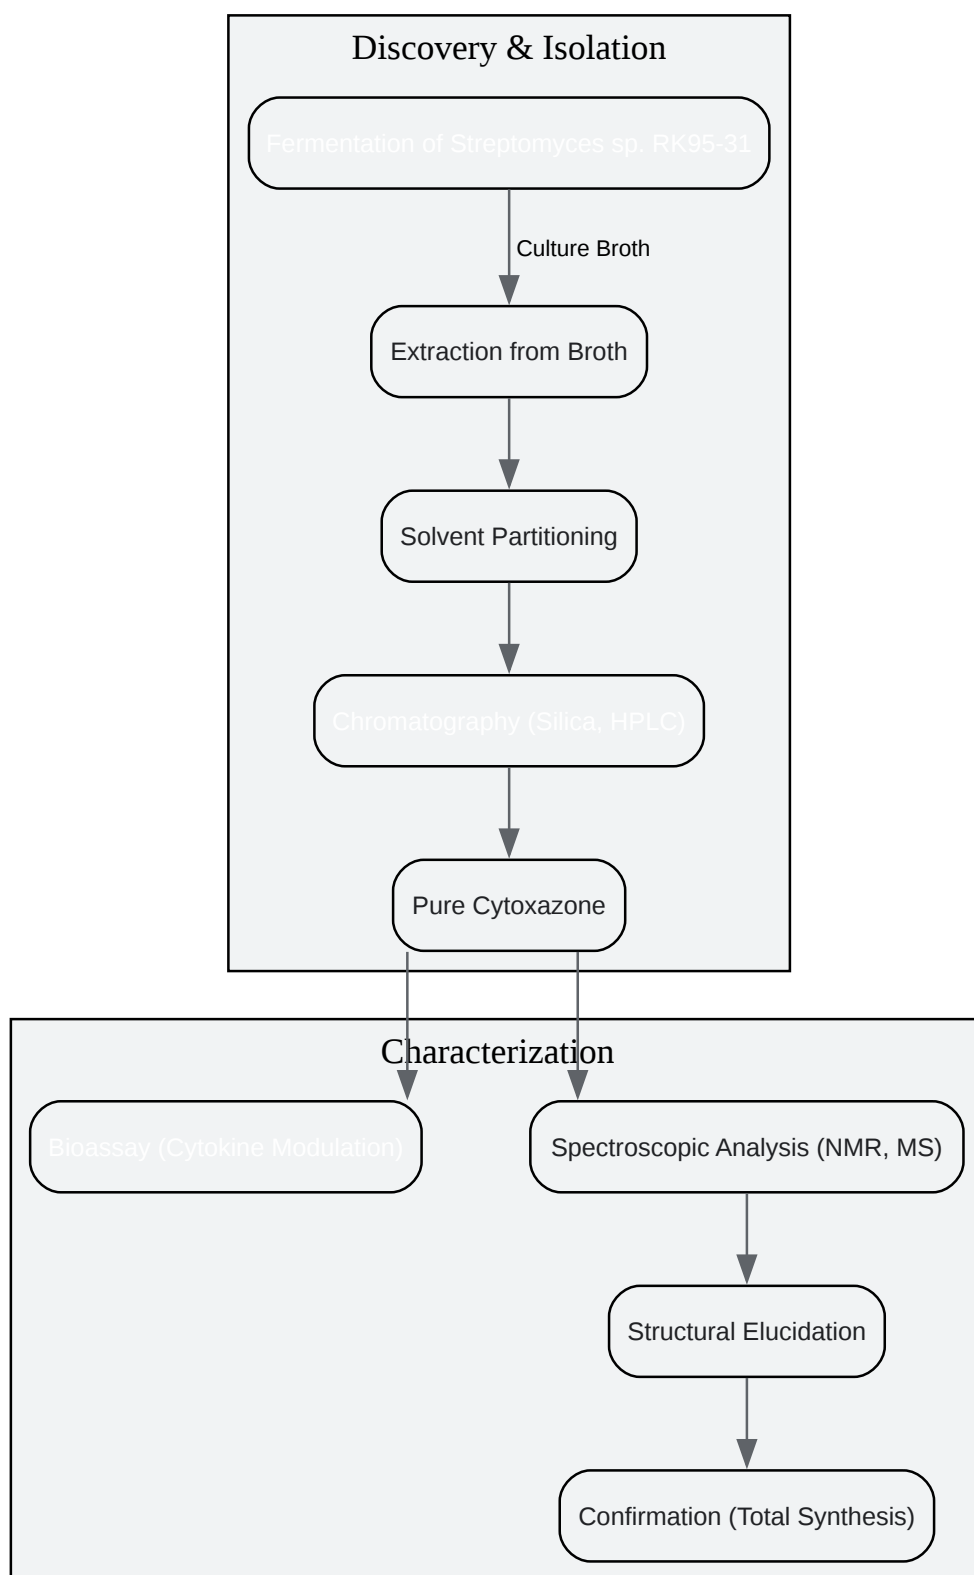 Discovery & Isolation
Fermentation of Streptomyces sp. RK95-31
Culture Broth
Extraction from Broth
Solvent Partitioning
Chromatography (Silica, HPLC)
Pure Cytoxazone
Characterization
Bioassay (Cytokine Modulation)
Spectroscopic Analysis (NMR, MS)
Structural Elucidation
Confirmation (Total Synthesis)